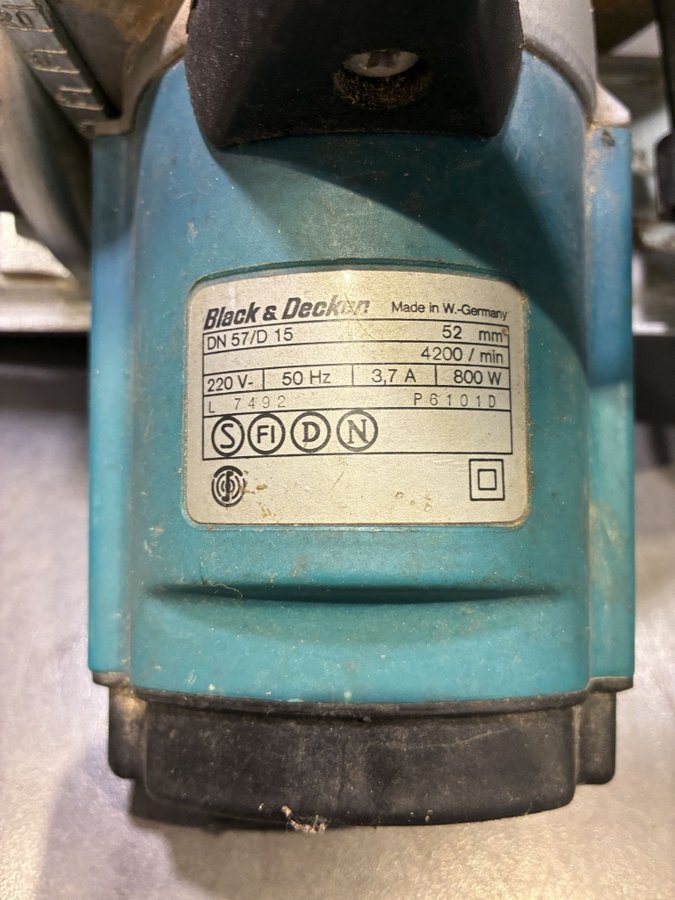 20
Black & Decker Made in W.-Germany
DN 57/D 15 52 mm
4200 / min
220 V~ 50 Hz 3,7 A 800 W
L 7492 P6101D
S FI D N